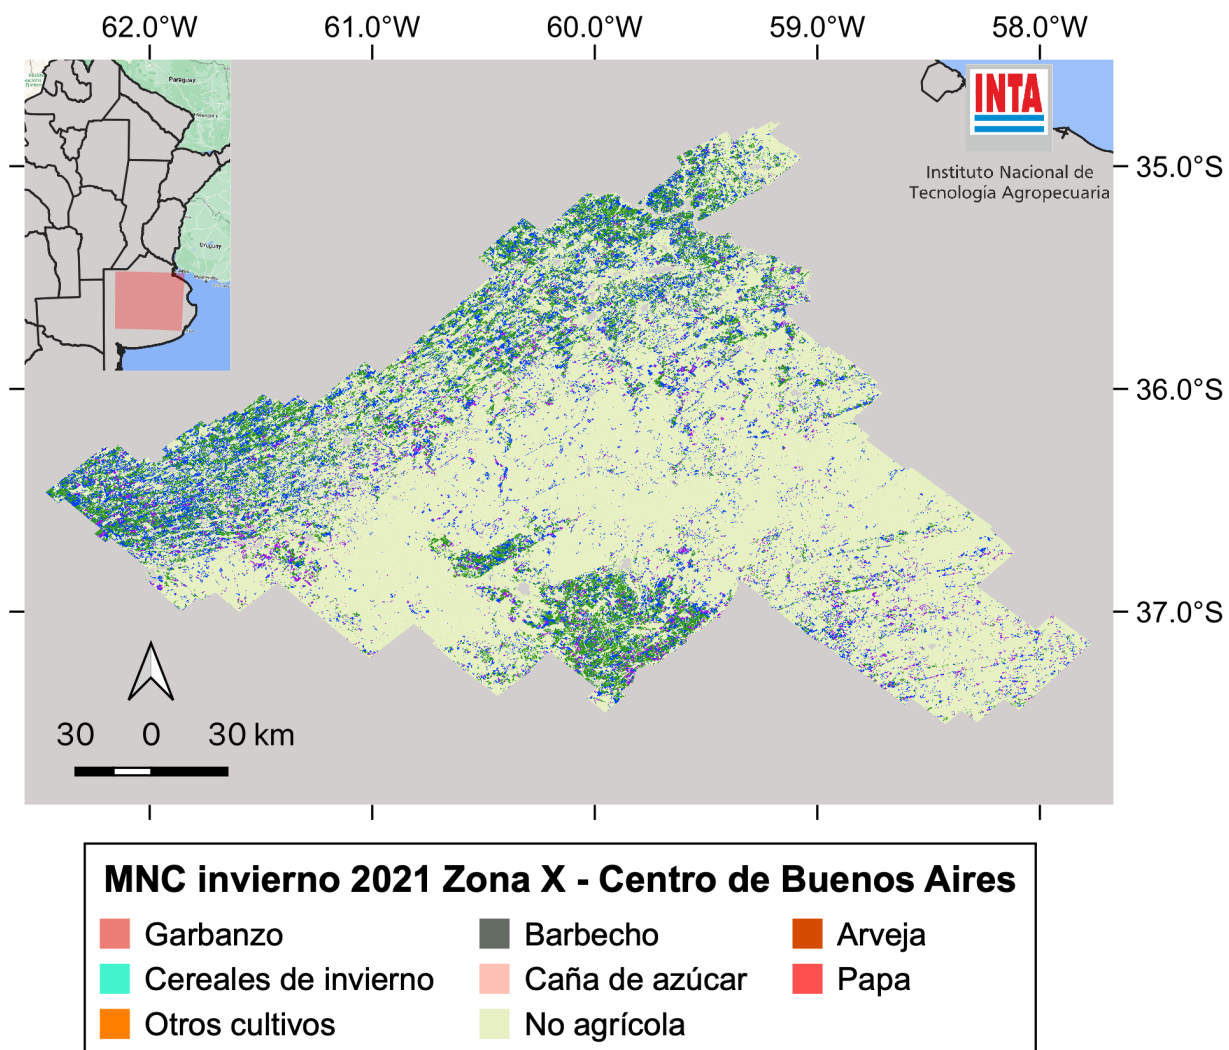 62.0°W 61.0°W 60.0°W 59.0°W 58.0°W
Paraguay
Uruguay
INTA
Instituto Nacional de
Tecnología Agropecuaria
35.0°S
36.0°S
37.0°S
30 0 30 km
MNC invierno 2021 Zona X - Centro de Buenos Aires
Garbanzo Barbecho Arveja
Cereales de invierno Caña de azúcar Papa
Otros cultivos No agrícola